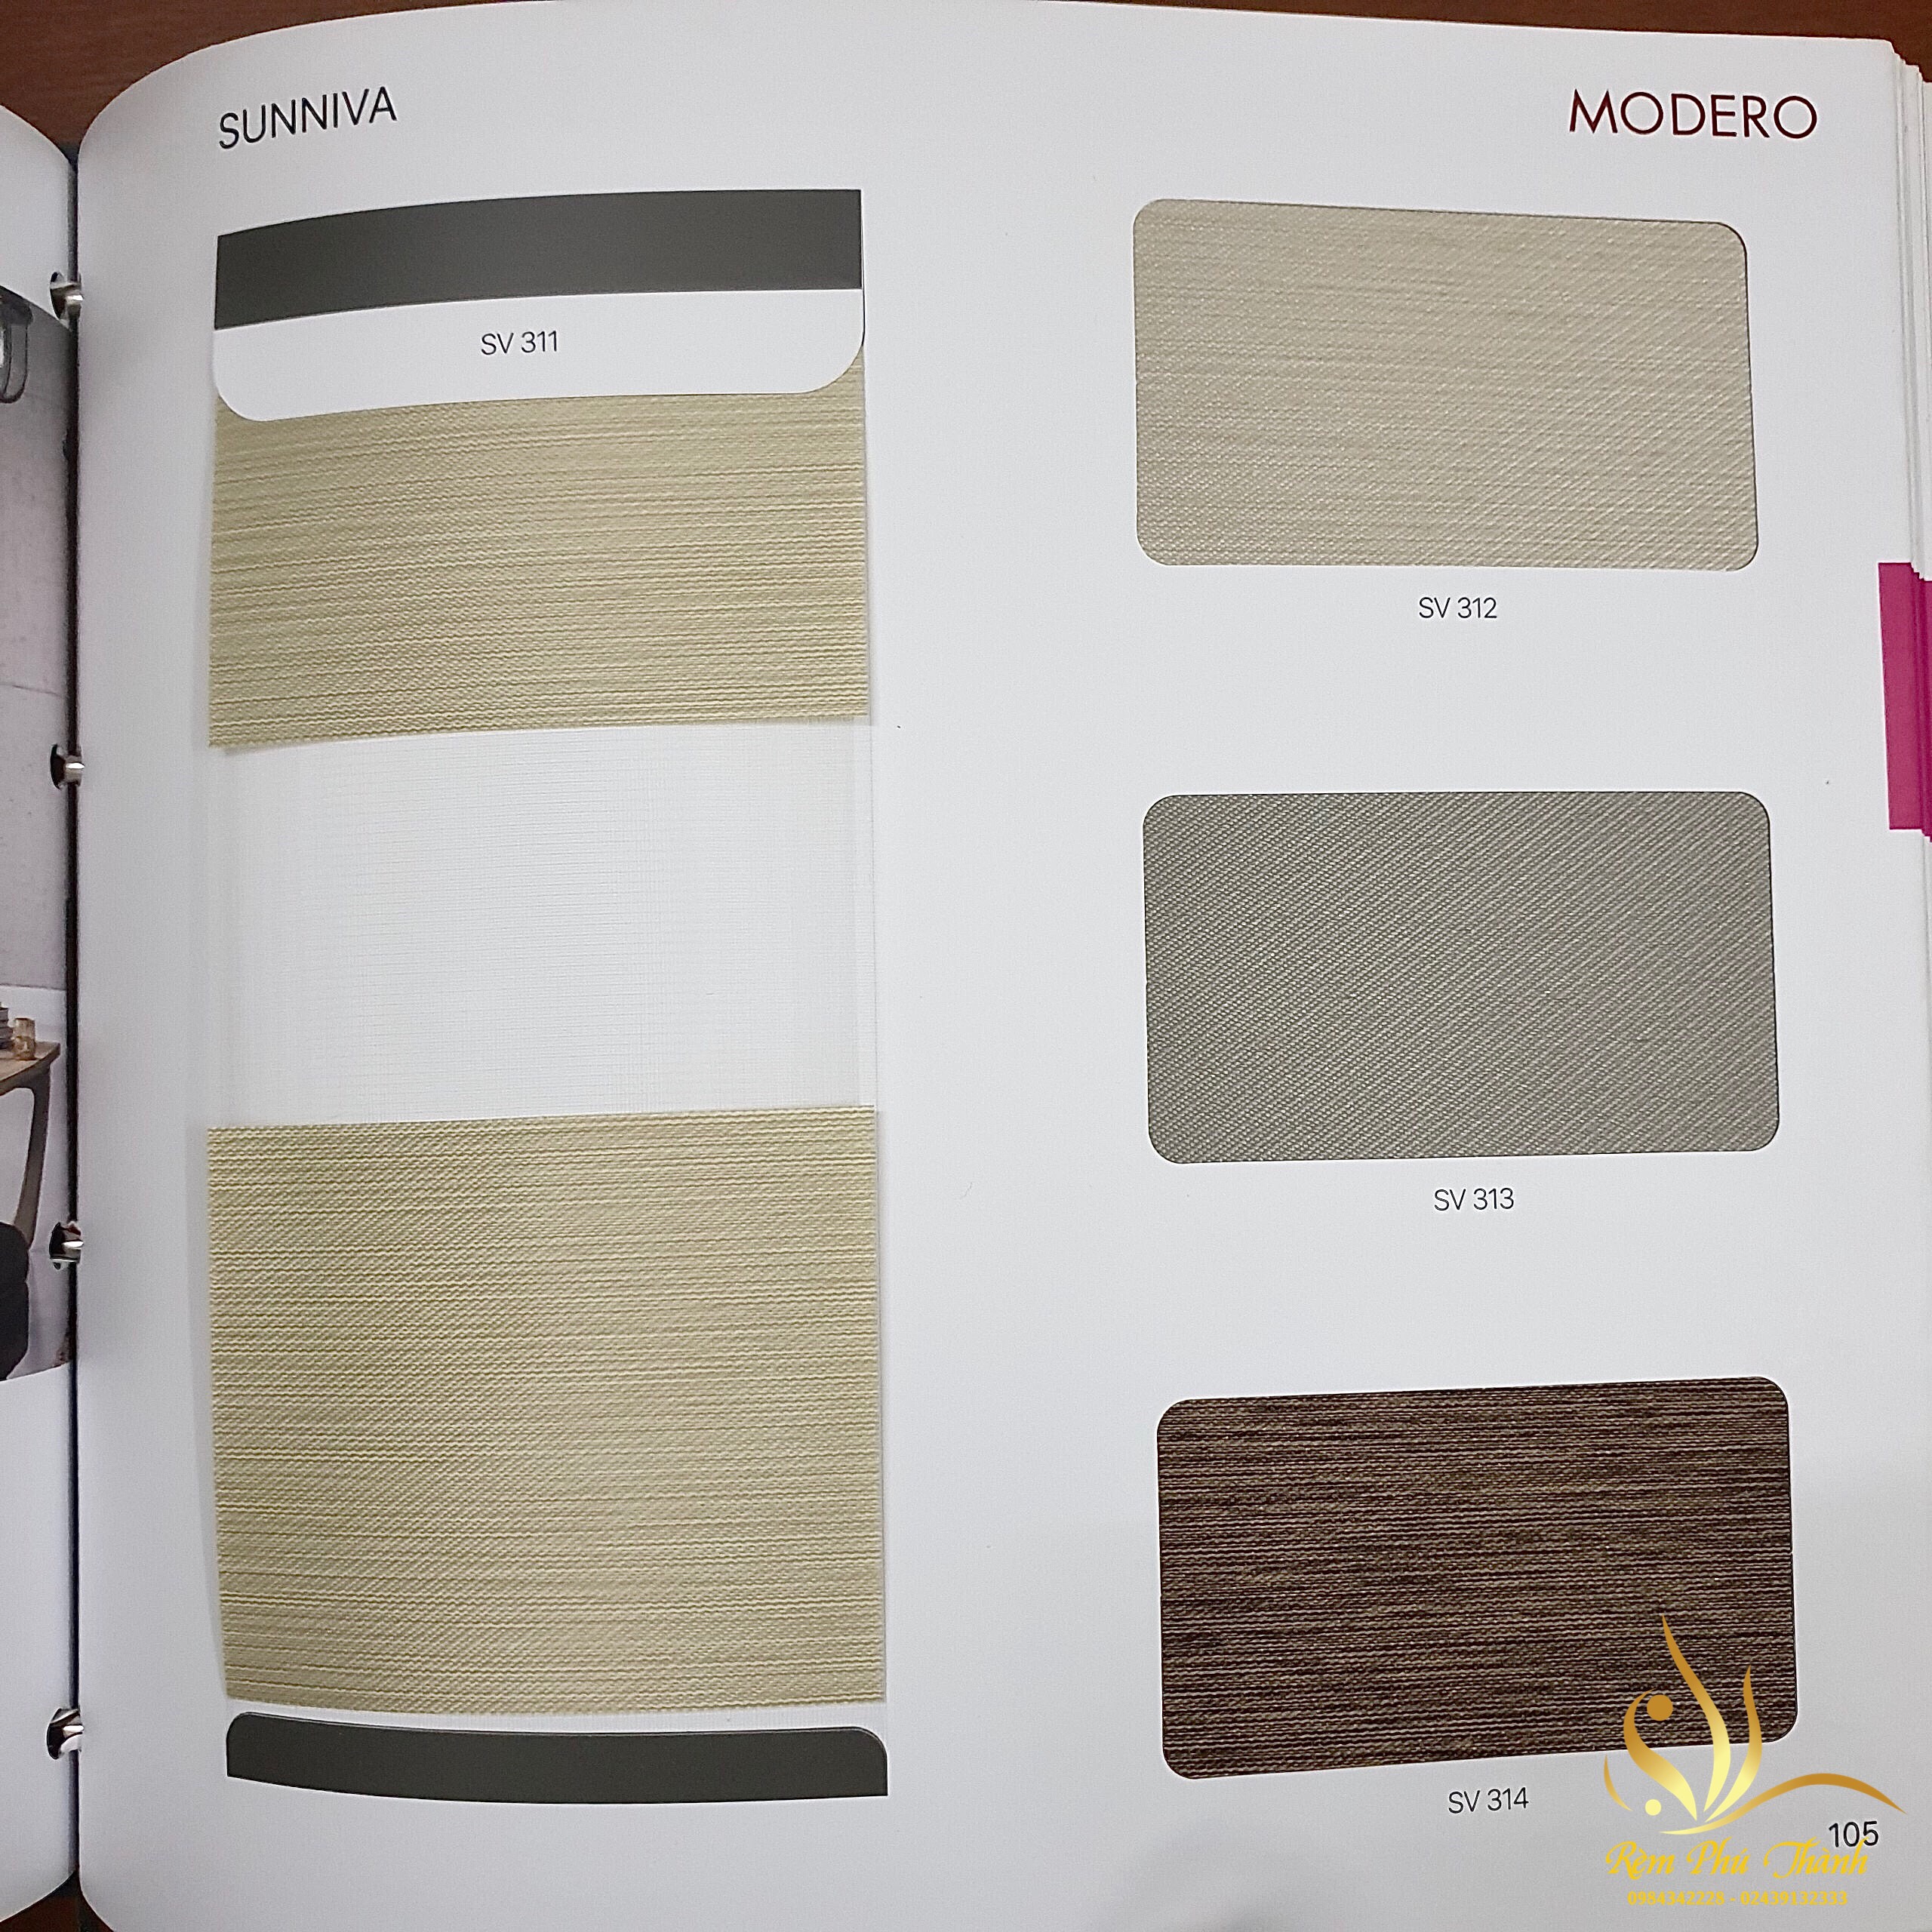 SUNNIVA
MODERO
SV 311
SV 312
SV 313
SV 314
105
Rèm Phú Thành
0984342228 - 02439132333